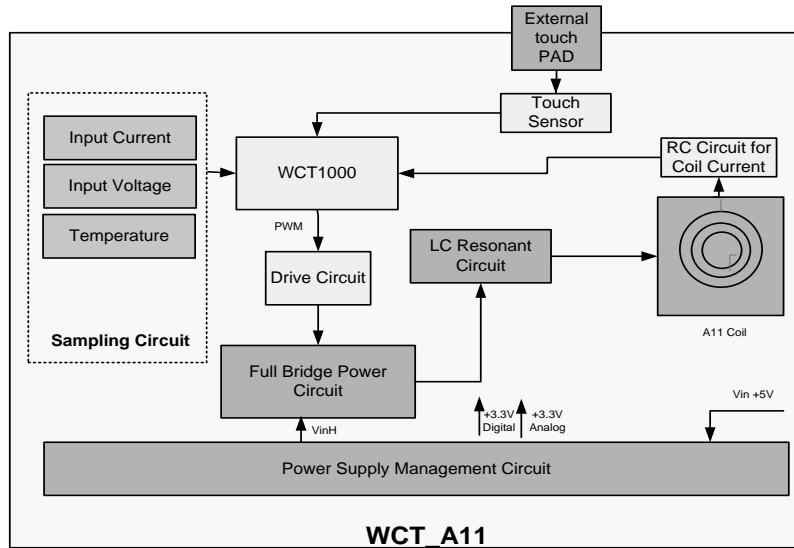 External
touch
PAD
Touch
Sensor
Input Current
Input Voltage
Temperature
Sampling Circuit
WCT1000
RC Circuit for
Coil Current
PWM
Drive Circuit
LC Resonant
Circuit
A11 Coil
Full Bridge Power
Circuit
VinH
+3.3V
Digital
+3.3V
Analog
Vin +5V
Power Supply Management Circuit
WCT_A11